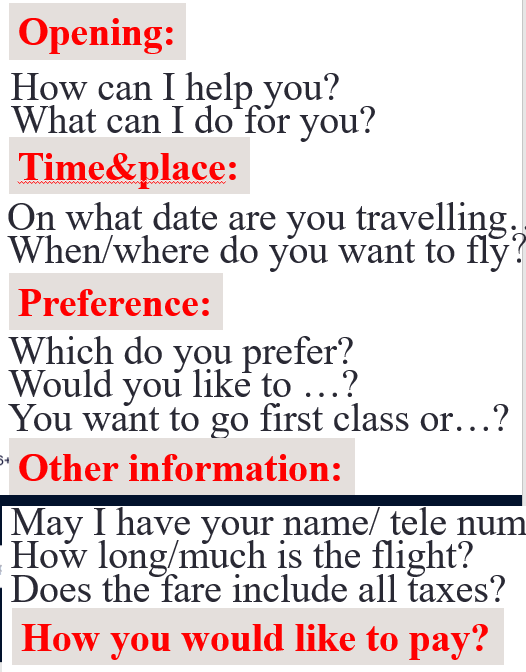 Opening:
How can I help you?
What can I do for you?
Time&place:
On what date are you travelling..
When/where do you want to fly?
Preference:
Which do you prefer?
Would you like to …?
You want to go first class or…?
Other information:
May I have your name/ tele num
How long/much is the flight?
Does the fare include all taxes?
How you would like to pay?